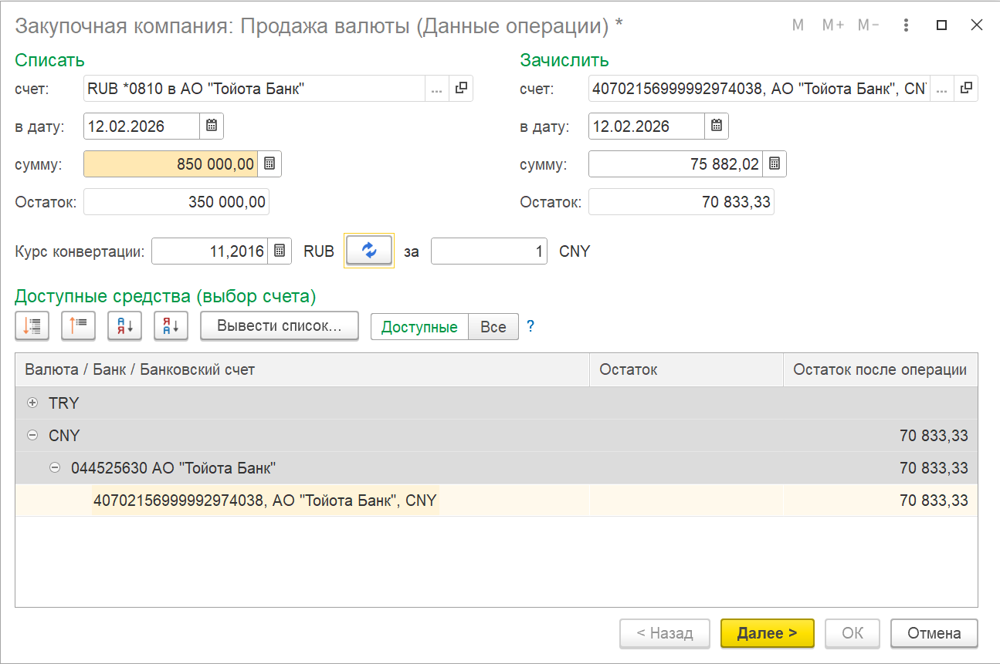 Закупочная компания: Продажа валюты (Данные операции) * M M+ M-
Списать Зачислить
счет: RUB *0810 в АО "Тойота Банк" ... счет: 40702156999992974038, АО "Тойота Банк", CN ...
в дату: 12.02.2026 в дату: 12.02.2026
сумму: 850 000,00 сумму: 75 882,02
Остаток: 350 000,00 Остаток: 70 833,33
Курс конвертации: 11,2016 RUB за 1 CNY
Доступные средства (выбор счета)
А Я Я А Вывести список... Доступные Все ?
Валюта / Банк / Банковский счет Остаток Остаток после операции
TRY
CNY 70 833,33
044525630 АО "Тойота Банк" 70 833,33
40702156999992974038, АО "Тойота Банк", CNY 70 833,33
< Назад Далее > ОК Отмена